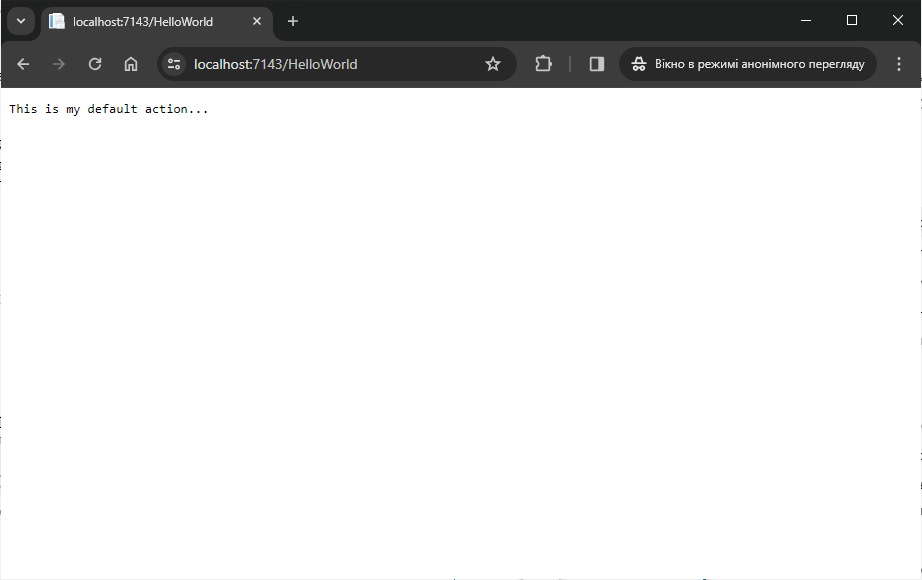 localhost:7143/HelloWorld
localhost:7143/HelloWorld
Вікно в режимі анонімного перегляду
This is my default action...